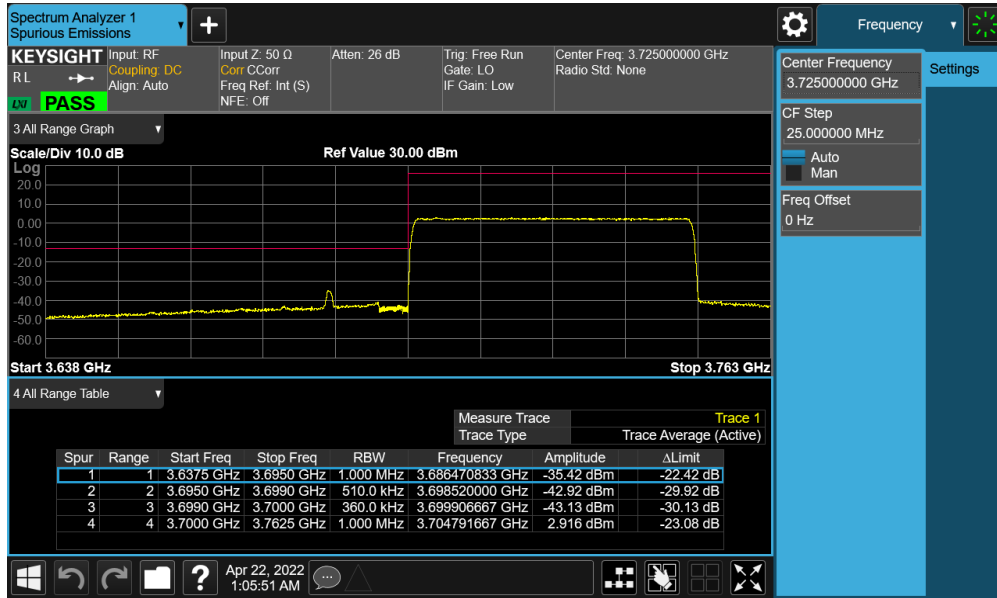 Spectrum Analyzer 1
Spurious Emissions
+
Frequency
KEYSIGHT
R L
LXI
PASS
Input: RF
Coupling: DC
Align: Auto
Input Z: 50 Ω
Corr CCorr
Freq Ref: Int (S)
NFE: Off
Atten: 26 dB
Trig: Free Run
Gate: LO
IF Gain: Low
Center Freq: 3.725000000 GHz
Radio Std: None
Center Frequency
3.725000000 GHz
Settings
CF Step
25.000000 MHz
Auto
Man
Freq Offset
0 Hz
3 All Range Graph
Scale/Div 10.0 dB
Ref Value 30.00 dBm
Log
20.0
10.0
0.00
-10.0
-20.0
-30.0
-40.0
-50.0
-60.0
Start 3.638 GHz
Stop 3.763 GHz
4 All Range Table
Measure Trace Trace 1
Trace Type Trace Average (Active)
Spur Range Start Freq Stop Freq RBW Frequency Amplitude ΔLimit
1 1 3.6375 GHz 3.6950 GHz 1.000 MHz 3.686470833 GHz -35.42 dBm -22.42 dB
2 2 3.6950 GHz 3.6990 GHz 510.0 kHz 3.698520000 GHz -42.92 dBm -29.92 dB
3 3 3.6990 GHz 3.7000 GHz 360.0 kHz 3.699906667 GHz -43.13 dBm -30.13 dB
4 4 3.7000 GHz 3.7625 GHz 1.000 MHz 3.704791667 GHz 2.916 dBm -23.08 dB
?
Apr 22, 2022
1:05:51 AM